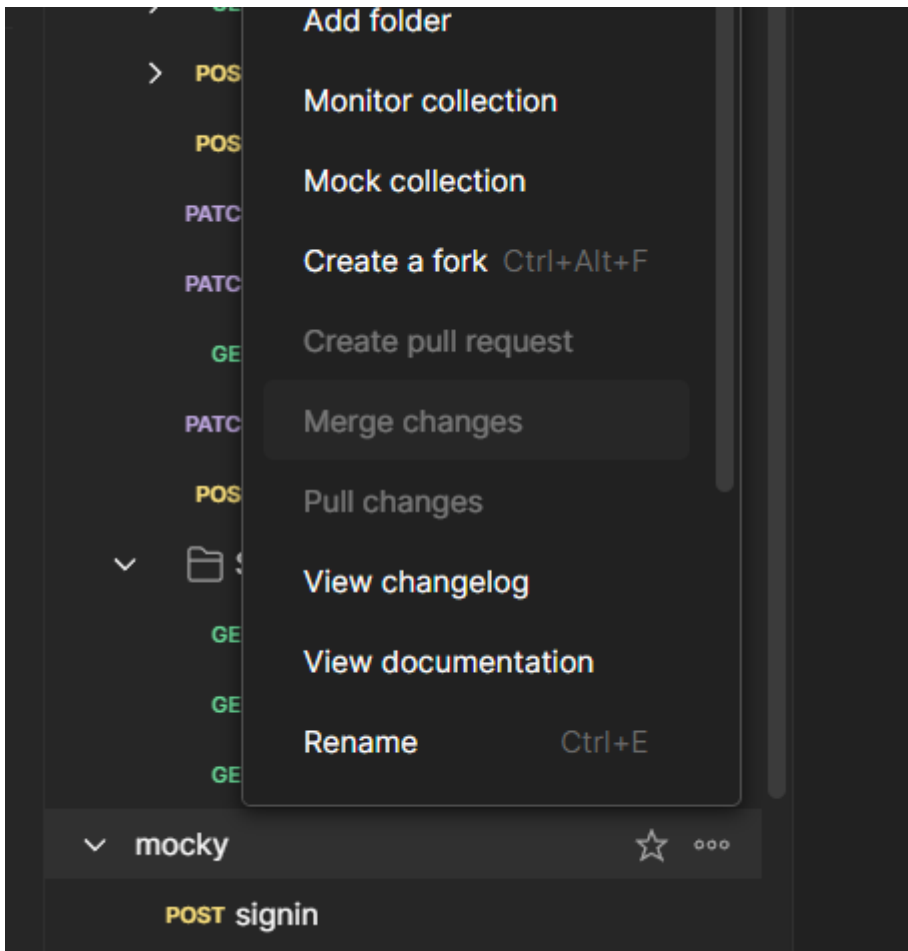 Add folder
POS
Monitor collection
POS
Mock collection
PATC
Create a fork Ctrl+Alt+F
PATC
Create pull request
GE
PATC
Merge changes
POS
Pull changes
View changelog
GE
View documentation
GE
Rename Ctrl+E
GE
mocky
POST signin